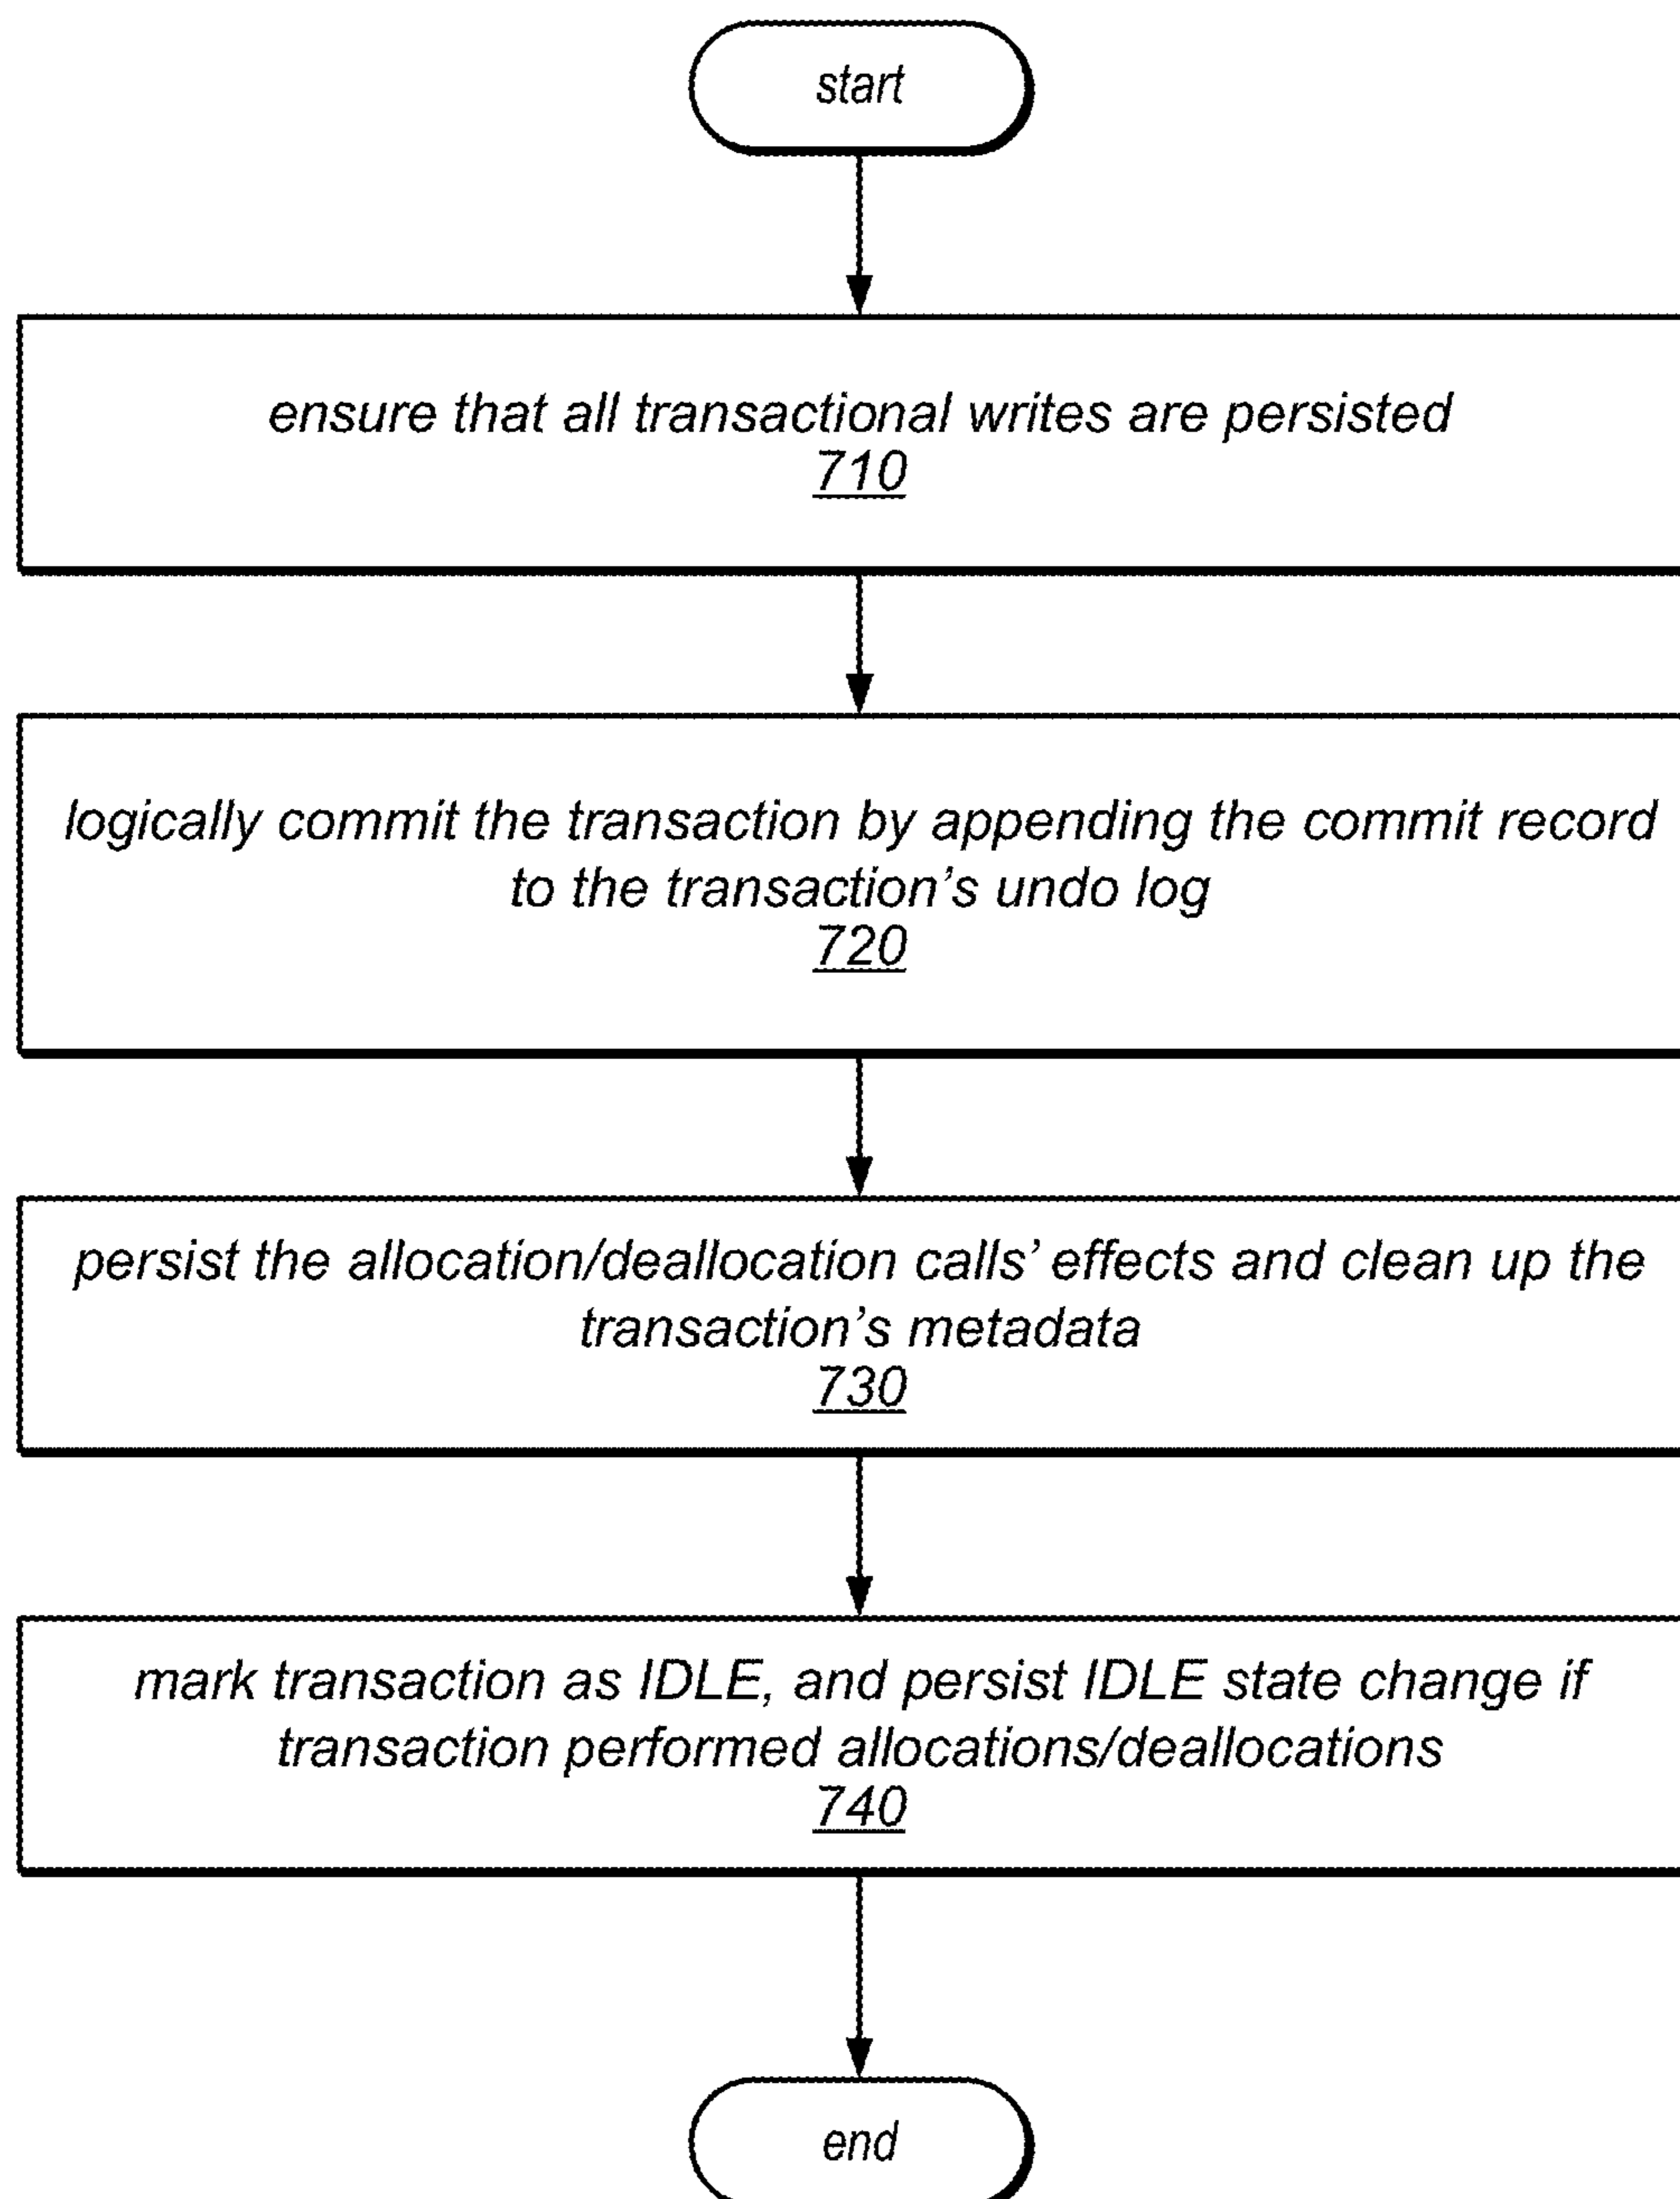 start
ensure that all transactional writes are persisted
710
logically commit the transaction by appending the commit record
to the transaction’s undo log
720
persist the allocation/deallocation calls’ effects and clean up the
transaction’s metadata
730
mark transaction as IDLE, and persist IDLE state change if
transaction performed allocations/deallocations
740
end